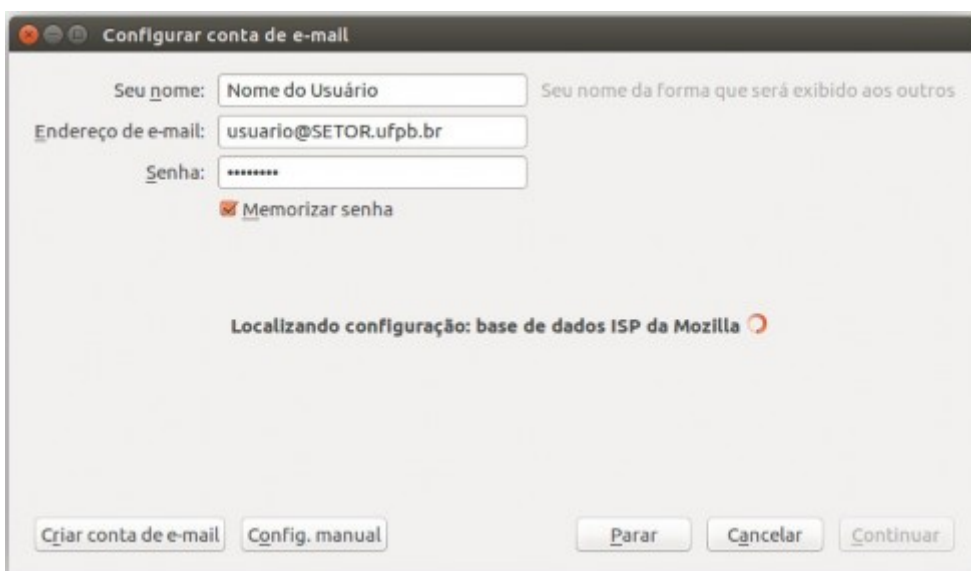 Configurar conta de e-mail
Seu nome: Nome do Usuário Seu nome da forma que será exibido aos outros
Endereço de e-mail: usuario@SETOR.ufpb.br
Senha: ••••••••
Memorizar senha
Localizando configuração: base de dados ISP da Mozilla
Criar conta de e-mail Config. manual Parar Cancelar Continuar